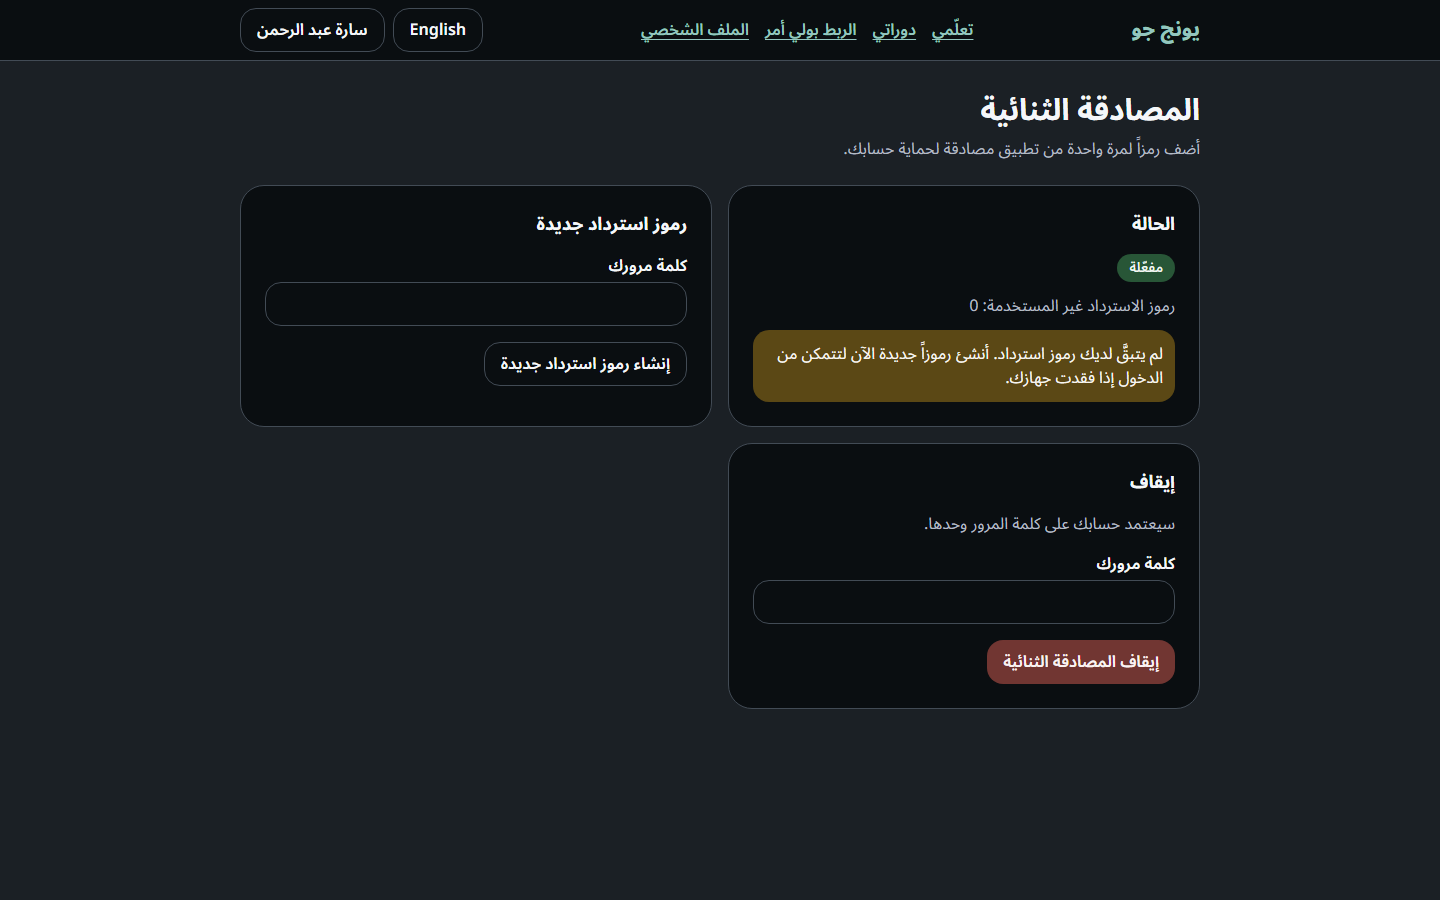 يونج جو
تعلّمي
دوراتي
الربط بولي أمر
الملف الشخصي
English
سارة عبد الرحمن
المصادقة الثنائية
أضف رمزاً لمرة واحدة من تطبيق مصادقة لحماية حسابك.
الحالة
مفعّلة
رموز الاسترداد غير المستخدمة: 0
لم يتبقَّ لديك رموز استرداد. أنشئ رموزاً جديدة الآن لتتمكن من
الدخول إذا فقدت جهازك.
رموز استرداد جديدة
كلمة مرورك
إنشاء رموز استرداد جديدة
إيقاف
سيعتمد حسابك على كلمة المرور وحدها.
كلمة مرورك
إيقاف المصادقة الثنائية